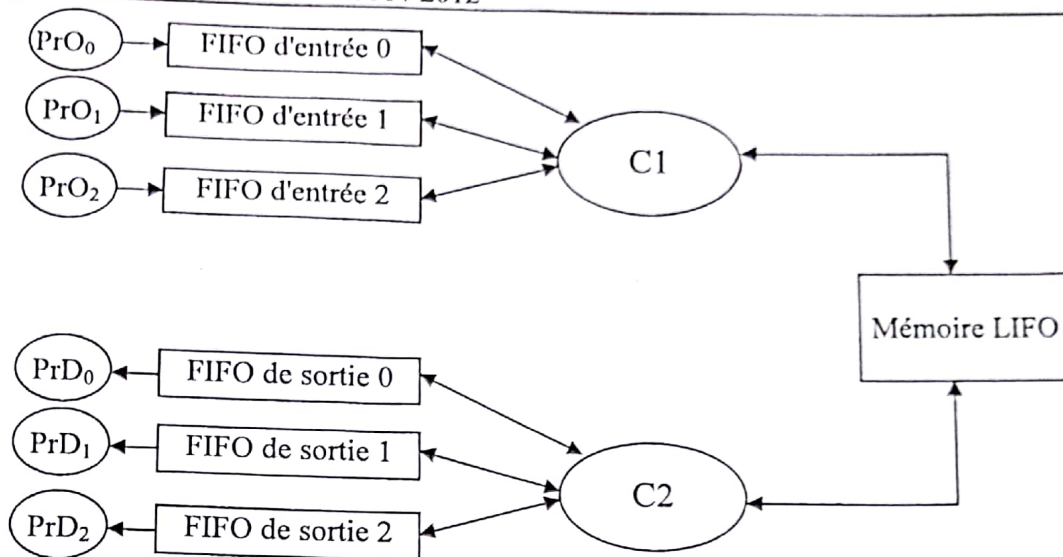 2012
PrO₀
FIFO d'entrée 0
PrO₁
FIFO d'entrée 1
C1
PrO₂
FIFO d'entrée 2
Mémoire LIFO
PrD₀
FIFO de sortie 0
PrD₁
FIFO de sortie 1
C2
PrD₂
FIFO de sortie 2